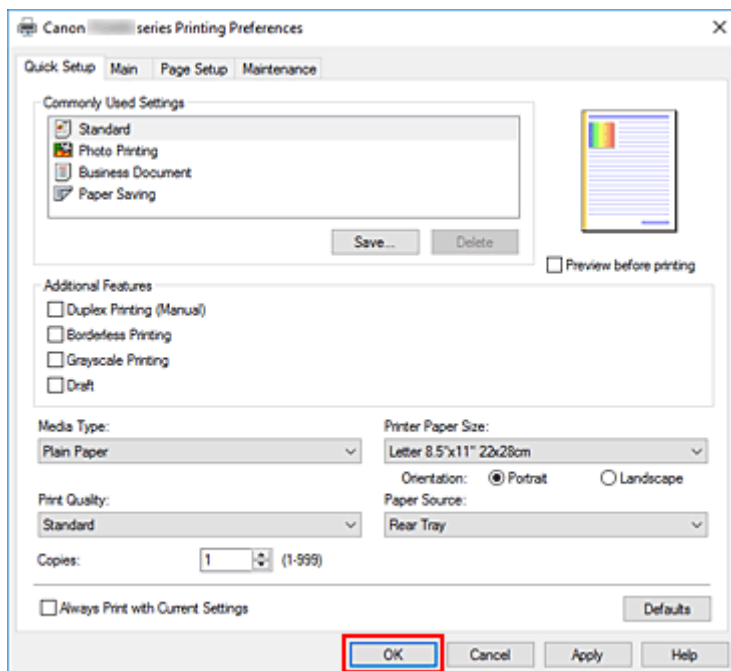 Canon series Printing Preferences
Quick Setup Main Page Setup Maintenance
Commonly Used Settings
Standard
Photo Printing
Business Document
Paper Saving
Save... Delete
Preview before printing
Additional Features
Duplex Printing (Manual)
Borderless Printing
Grayscale Printing
Draft
Media Type: Printer Paper Size:
Plain Paper Letter 8.5"x11" 22x28cm
Orientation: Portrait Landscape
Print Quality: Paper Source:
Standard Rear Tray
Copies: 1 (1-999)
Always Print with Current Settings Defaults
OK Cancel Apply Help